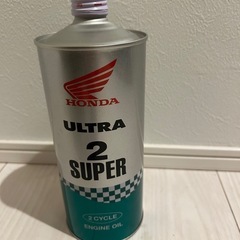 HONDA
ULTRA
2
SUPER
2 CYCLE
ENGINE OIL